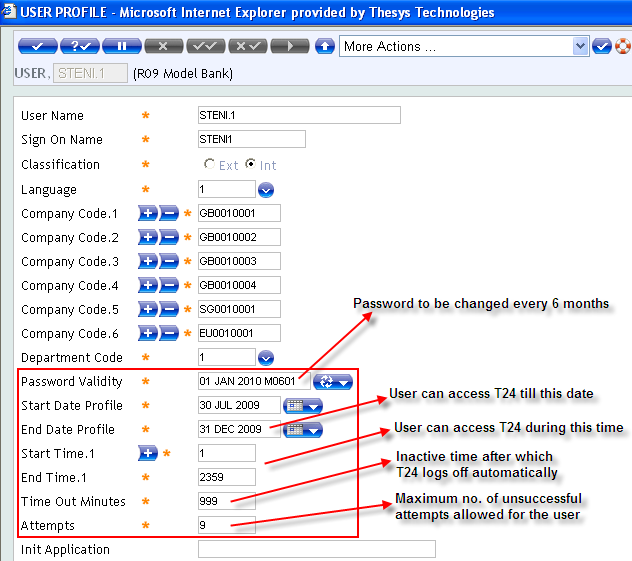 USER PROFILE - Microsoft Internet Explorer provided by Thesys Technologies
More Actions ...
USER, STENI.1 (R09 Model Bank)
User Name * STENI.1
Sign On Name * STENI1
Classification * Ext Int
Language * 1
Company Code.1 * GB0010001
Company Code.2 * GB0010002
Company Code.3 * GB0010003
Company Code.4 * GB0010004
Company Code.5 * SG0010001
Password to be changed every 6 months
Company Code.6 * EU0010001
Department Code * 1
Password Validity * 01 JAN 2010 M0601
User can access T24 till this date
Start Date Profile * 30 JUL 2009
End Date Profile * 31 DEC 2009
User can access T24 during this time
Start Time.1 * 1
Inactive time after which
T24 logs off automatically
End Time.1 * 2359
Time Out Minutes * 999
Maximum no. of unsuccessful
attempts allowed for the user
Attempts * 9
Init Application